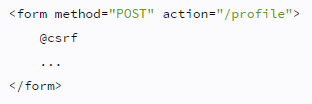 <form method="POST" action="/profile">
    @csrf
    ...
</form>